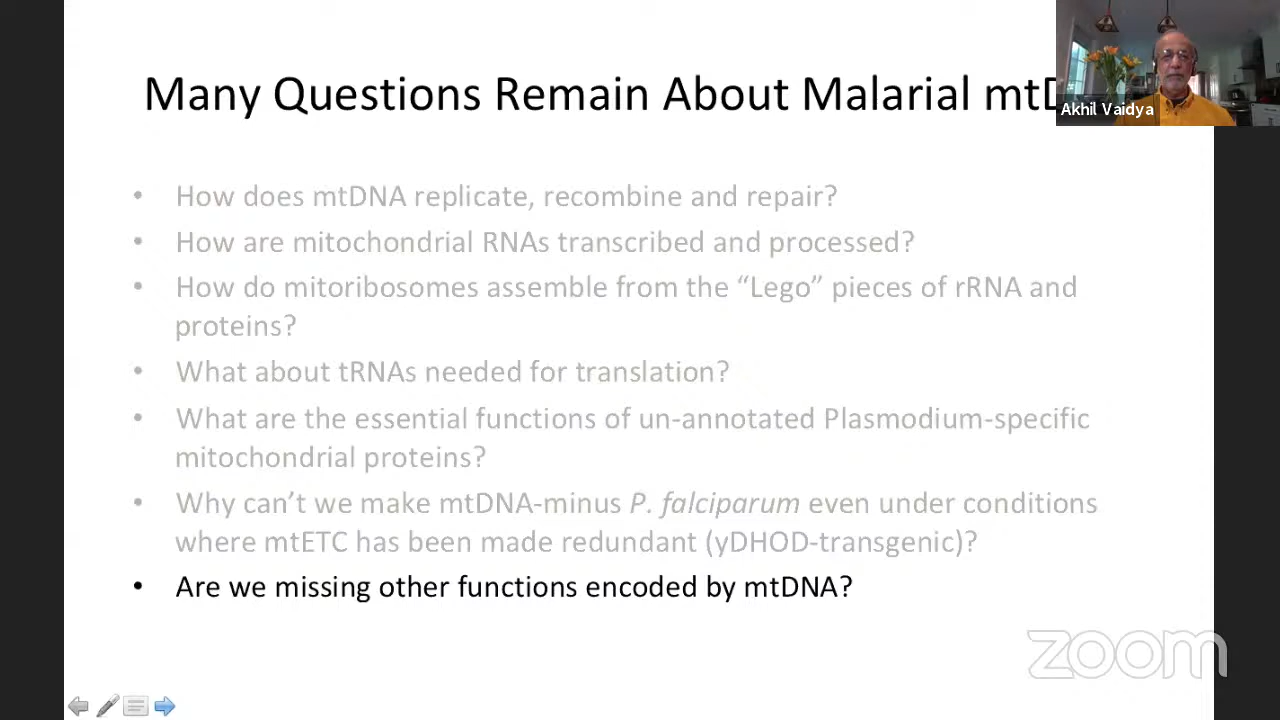 Many Questions Remain About Malarial
Akhil Vaidya
• How does mtDNA replicate, recombine and repair?
• How are mitochondrial RNAs transcribed and processed?
• How do mitoribosomes assemble from the “Lego” pieces of rRNA and
proteins?
• What about tRNAs needed for translation?
• What are the essential functions of un-annotated Plasmodium-specific
mitochondrial proteins?
• Why can’t we make mtDNA-minus P. falciparum even under conditions
where mtETC has been made redundant (yDHOD-transgenic)?
• Are we missing other functions encoded by mtDNA?
zoom